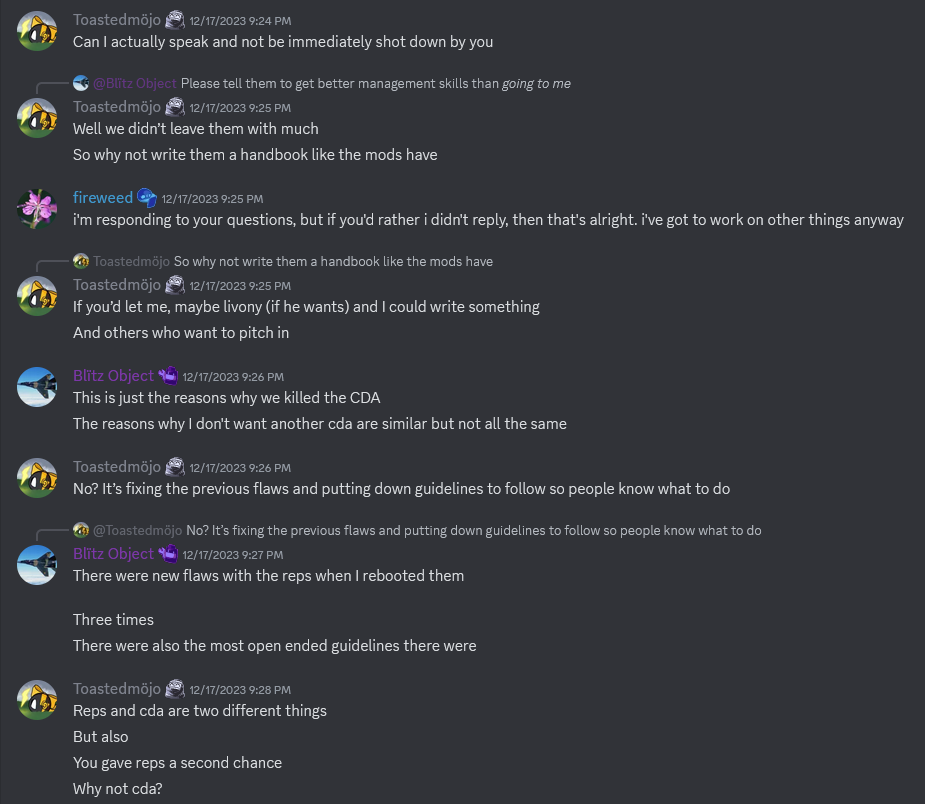 Toastedmöjo 12/17/2023 9:24 PM
Can I actually speak and not be immediately shot down by you
@Blïtz Object Please tell them to get better management skills than going to me
Toastedmöjo 12/17/2023 9:25 PM
Well we didn't leave them with much
So why not write them a handbook like the mods have
fireweed 12/17/2023 9:25 PM
i'm responding to your questions, but if you'd rather i didn't reply, then that's alright. i've got to work on other things anyway
Toastedmöjo So why not write them a handbook like the mods have
Toastedmöjo 12/17/2023 9:25 PM
If you'd let me, maybe livony (if he wants) and I could write something
And others who want to pitch in
Blïtz Object 12/17/2023 9:26 PM
This is just the reasons why we killed the CDA
The reasons why I don't want another cda are similar but not all the same
Toastedmöjo 12/17/2023 9:26 PM
No? It's fixing the previous flaws and putting down guidelines to follow so people know what to do
@Toastedmöjo No? It's fixing the previous flaws and putting down guidelines to follow so people know what to do
Blïtz Object 12/17/2023 9:27 PM
There were new flaws with the reps when I rebooted them
Three times
There were also the most open ended guidelines there were
Toastedmöjo 12/17/2023 9:28 PM
Reps and cda are two different things
But also
You gave reps a second chance
Why not cda?